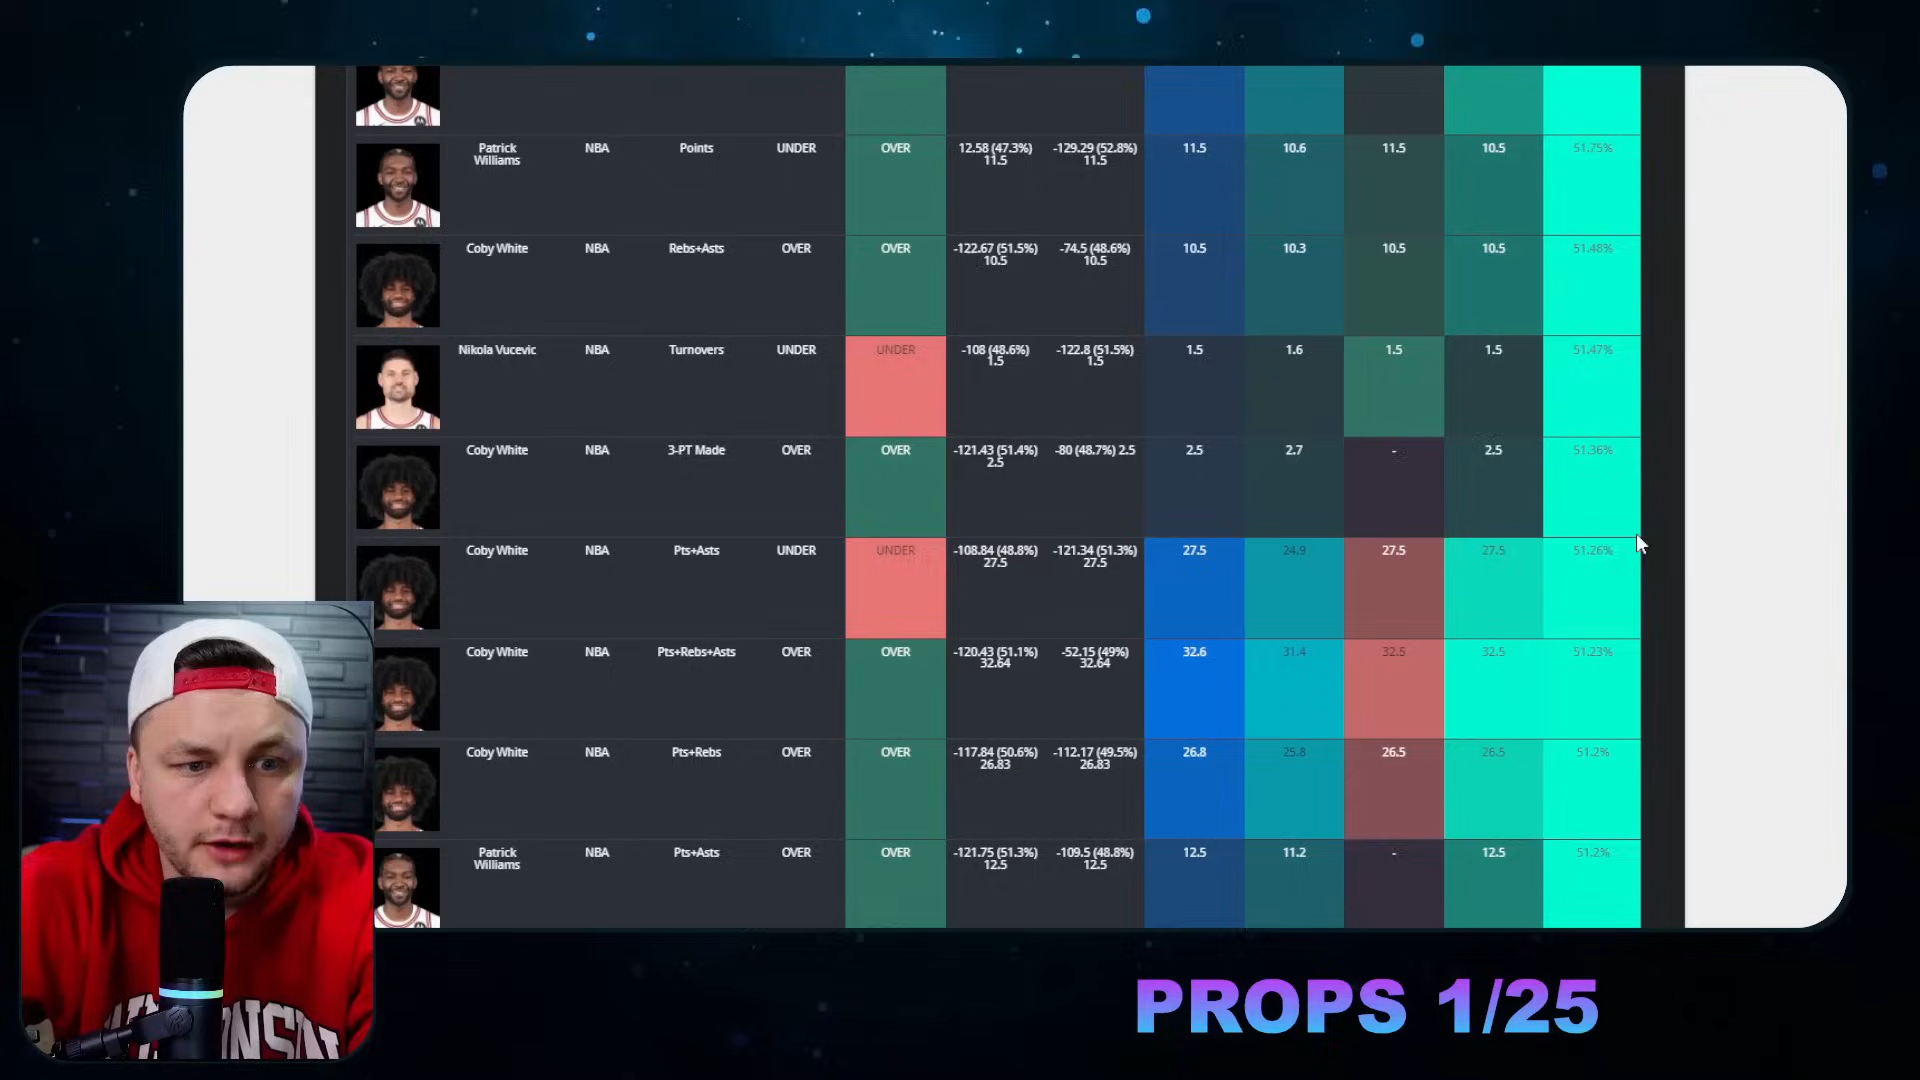 Patrick Williams NBA Points UNDER OVER 12.58 (47.3%) 11.5 -129.29 (52.8%) 11.5 11.5 10.6 11.5 10.5 51.75%
Coby White NBA Rebs+Asts OVER OVER -122.67 (51.5%) 10.5 -74.5 (48.6%) 10.5 10.5 10.3 10.5 10.5 51.48%
Nikola Vucevic NBA Turnovers UNDER UNDER -108 (48.6%) 1.5 -122.8 (51.5%) 1.5 1.5 1.6 1.5 1.5 51.47%
Coby White NBA 3-PT Made OVER OVER -121.43 (51.4%) 2.5 -80 (48.7%) 2.5 2.5 2.7 - 2.5 51.36%
Coby White NBA Pts+Asts UNDER UNDER -108.84 (48.8%) 27.5 -121.34 (51.3%) 27.5 27.5 24.9 27.5 27.5 51.26%
Coby White NBA Pts+Rebs+Asts OVER OVER -120.43 (51.1%) 32.64 -52.15 (49%) 32.64 32.6 31.4 32.5 32.5 51.23%
Coby White NBA Pts+Rebs OVER OVER -117.84 (50.6%) 26.83 -112.17 (49.5%) 26.83 26.8 25.8 26.5 26.5 51.2%
Patrick Williams NBA Pts+Asts OVER OVER -121.75 (51.3%) 12.5 -109.5 (48.8%) 12.5 12.5 11.2 - 12.5 51.2%
PROPS 1/25